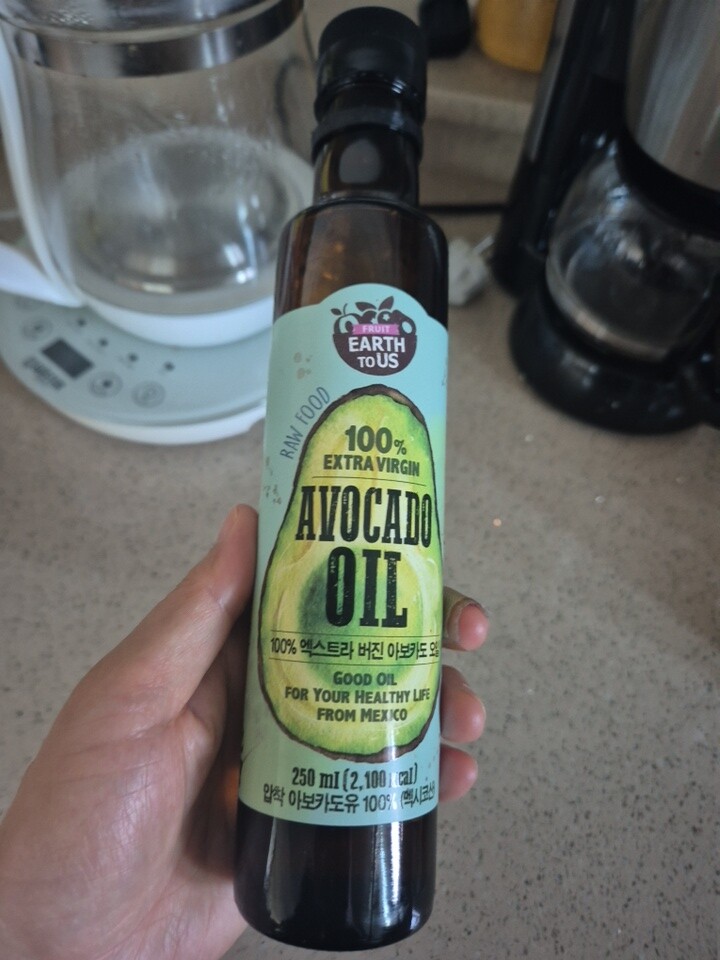 FRUIT
EARTH
TO US
RAW FOOD
100%
EXTRA VIRGIN
AVOCADO
OIL
100% 엑스트라 버진 아보카도 오일
GOOD OIL
FOR YOUR HEALTHY LIFE
FROM MEXICO
250 ml (2,100 kcal)
압착 아보카도유 100% (멕시코산)